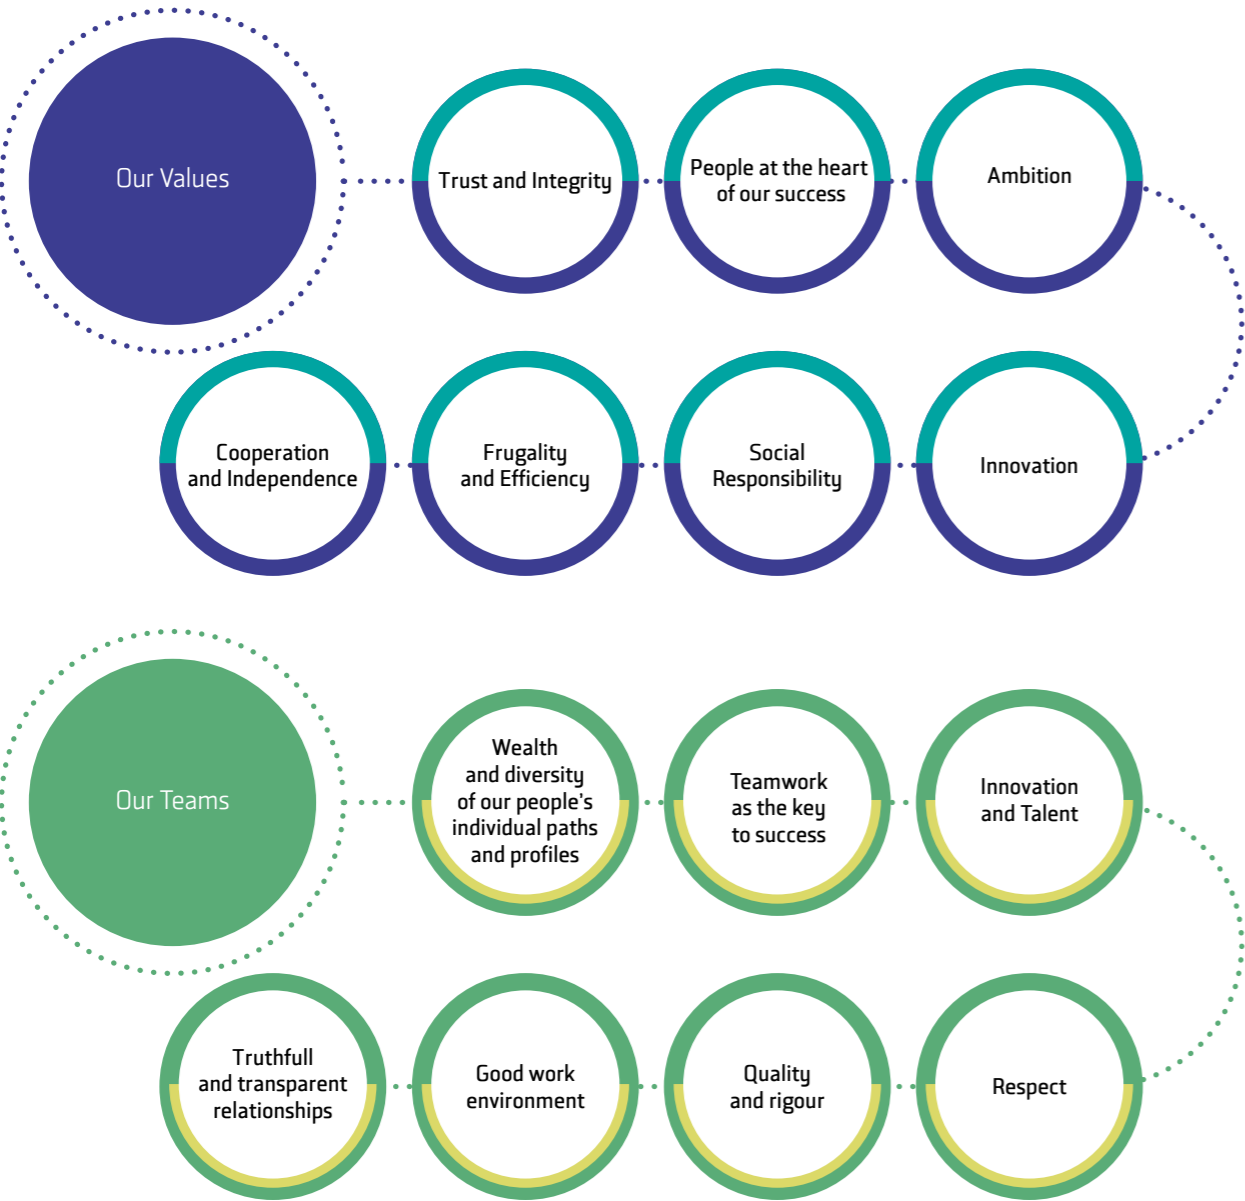 Our Values
Trust and Integrity
People at the heart
of our success
Ambition
Cooperation
and Independence
Frugality
and Efficiency
Social
Responsibility
Innovation
Our Teams
Wealth
and diversity
of our people's
individual paths
and profiles
Teamwork
as the key
to success
Innovation
and Talent
Truthfull
and transparent
relationships
Good work
environment
Quality
and rigour
Respect